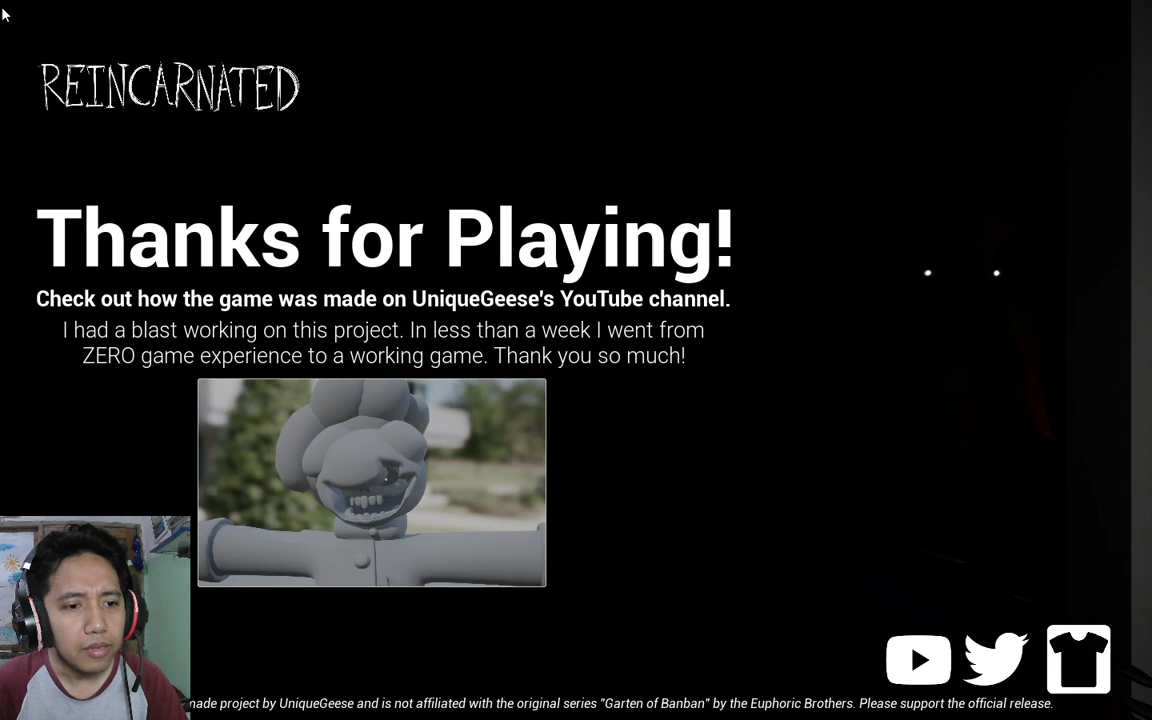 REINCARNATED
Thanks for Playing!
Check out how the game was made on UniqueGeese's YouTube channel.
I had a blast working on this project. In less than a week I went from
ZERO game experience to a working game. Thank you so much!
project by UniqueGeese and is not affiliated with the original series "Garten of Banban" by the Euphoric Brothers. Please support the official release.